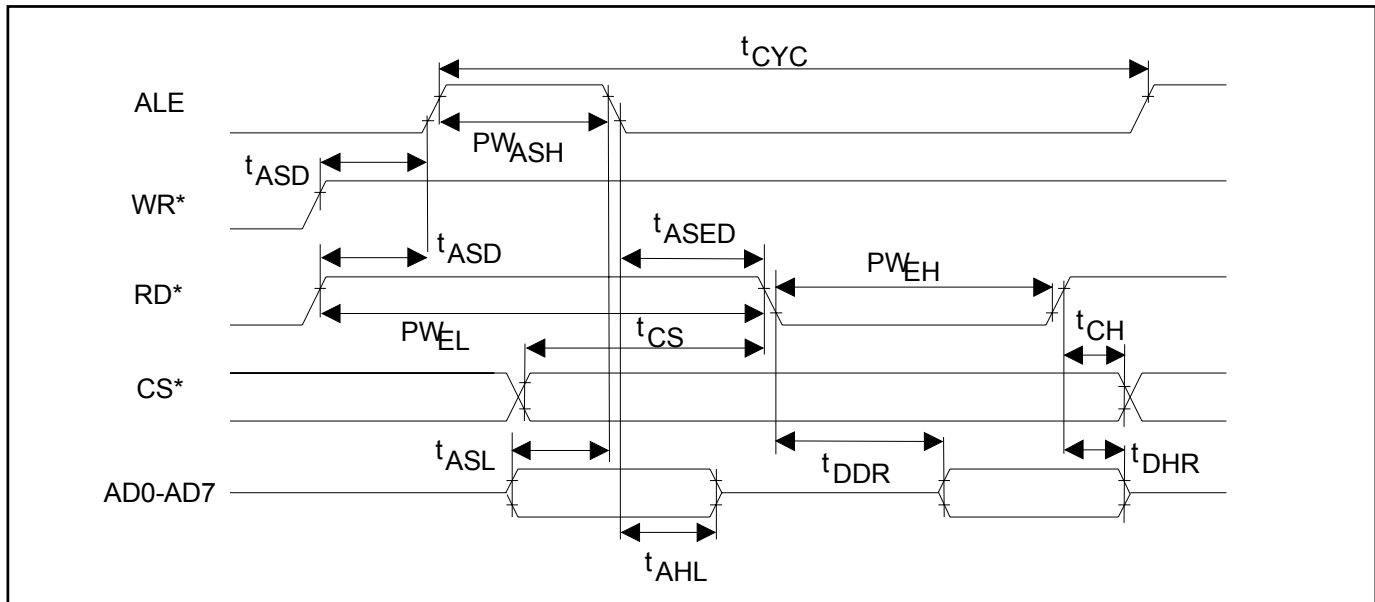 tCYC
ALE
PWASH
tASD
WR*
tASD
tASED
PWEH
RD*
PWEL
tCS
tCH
CS*
tASL
tDDR
tDHR
AD0-AD7
tAHL